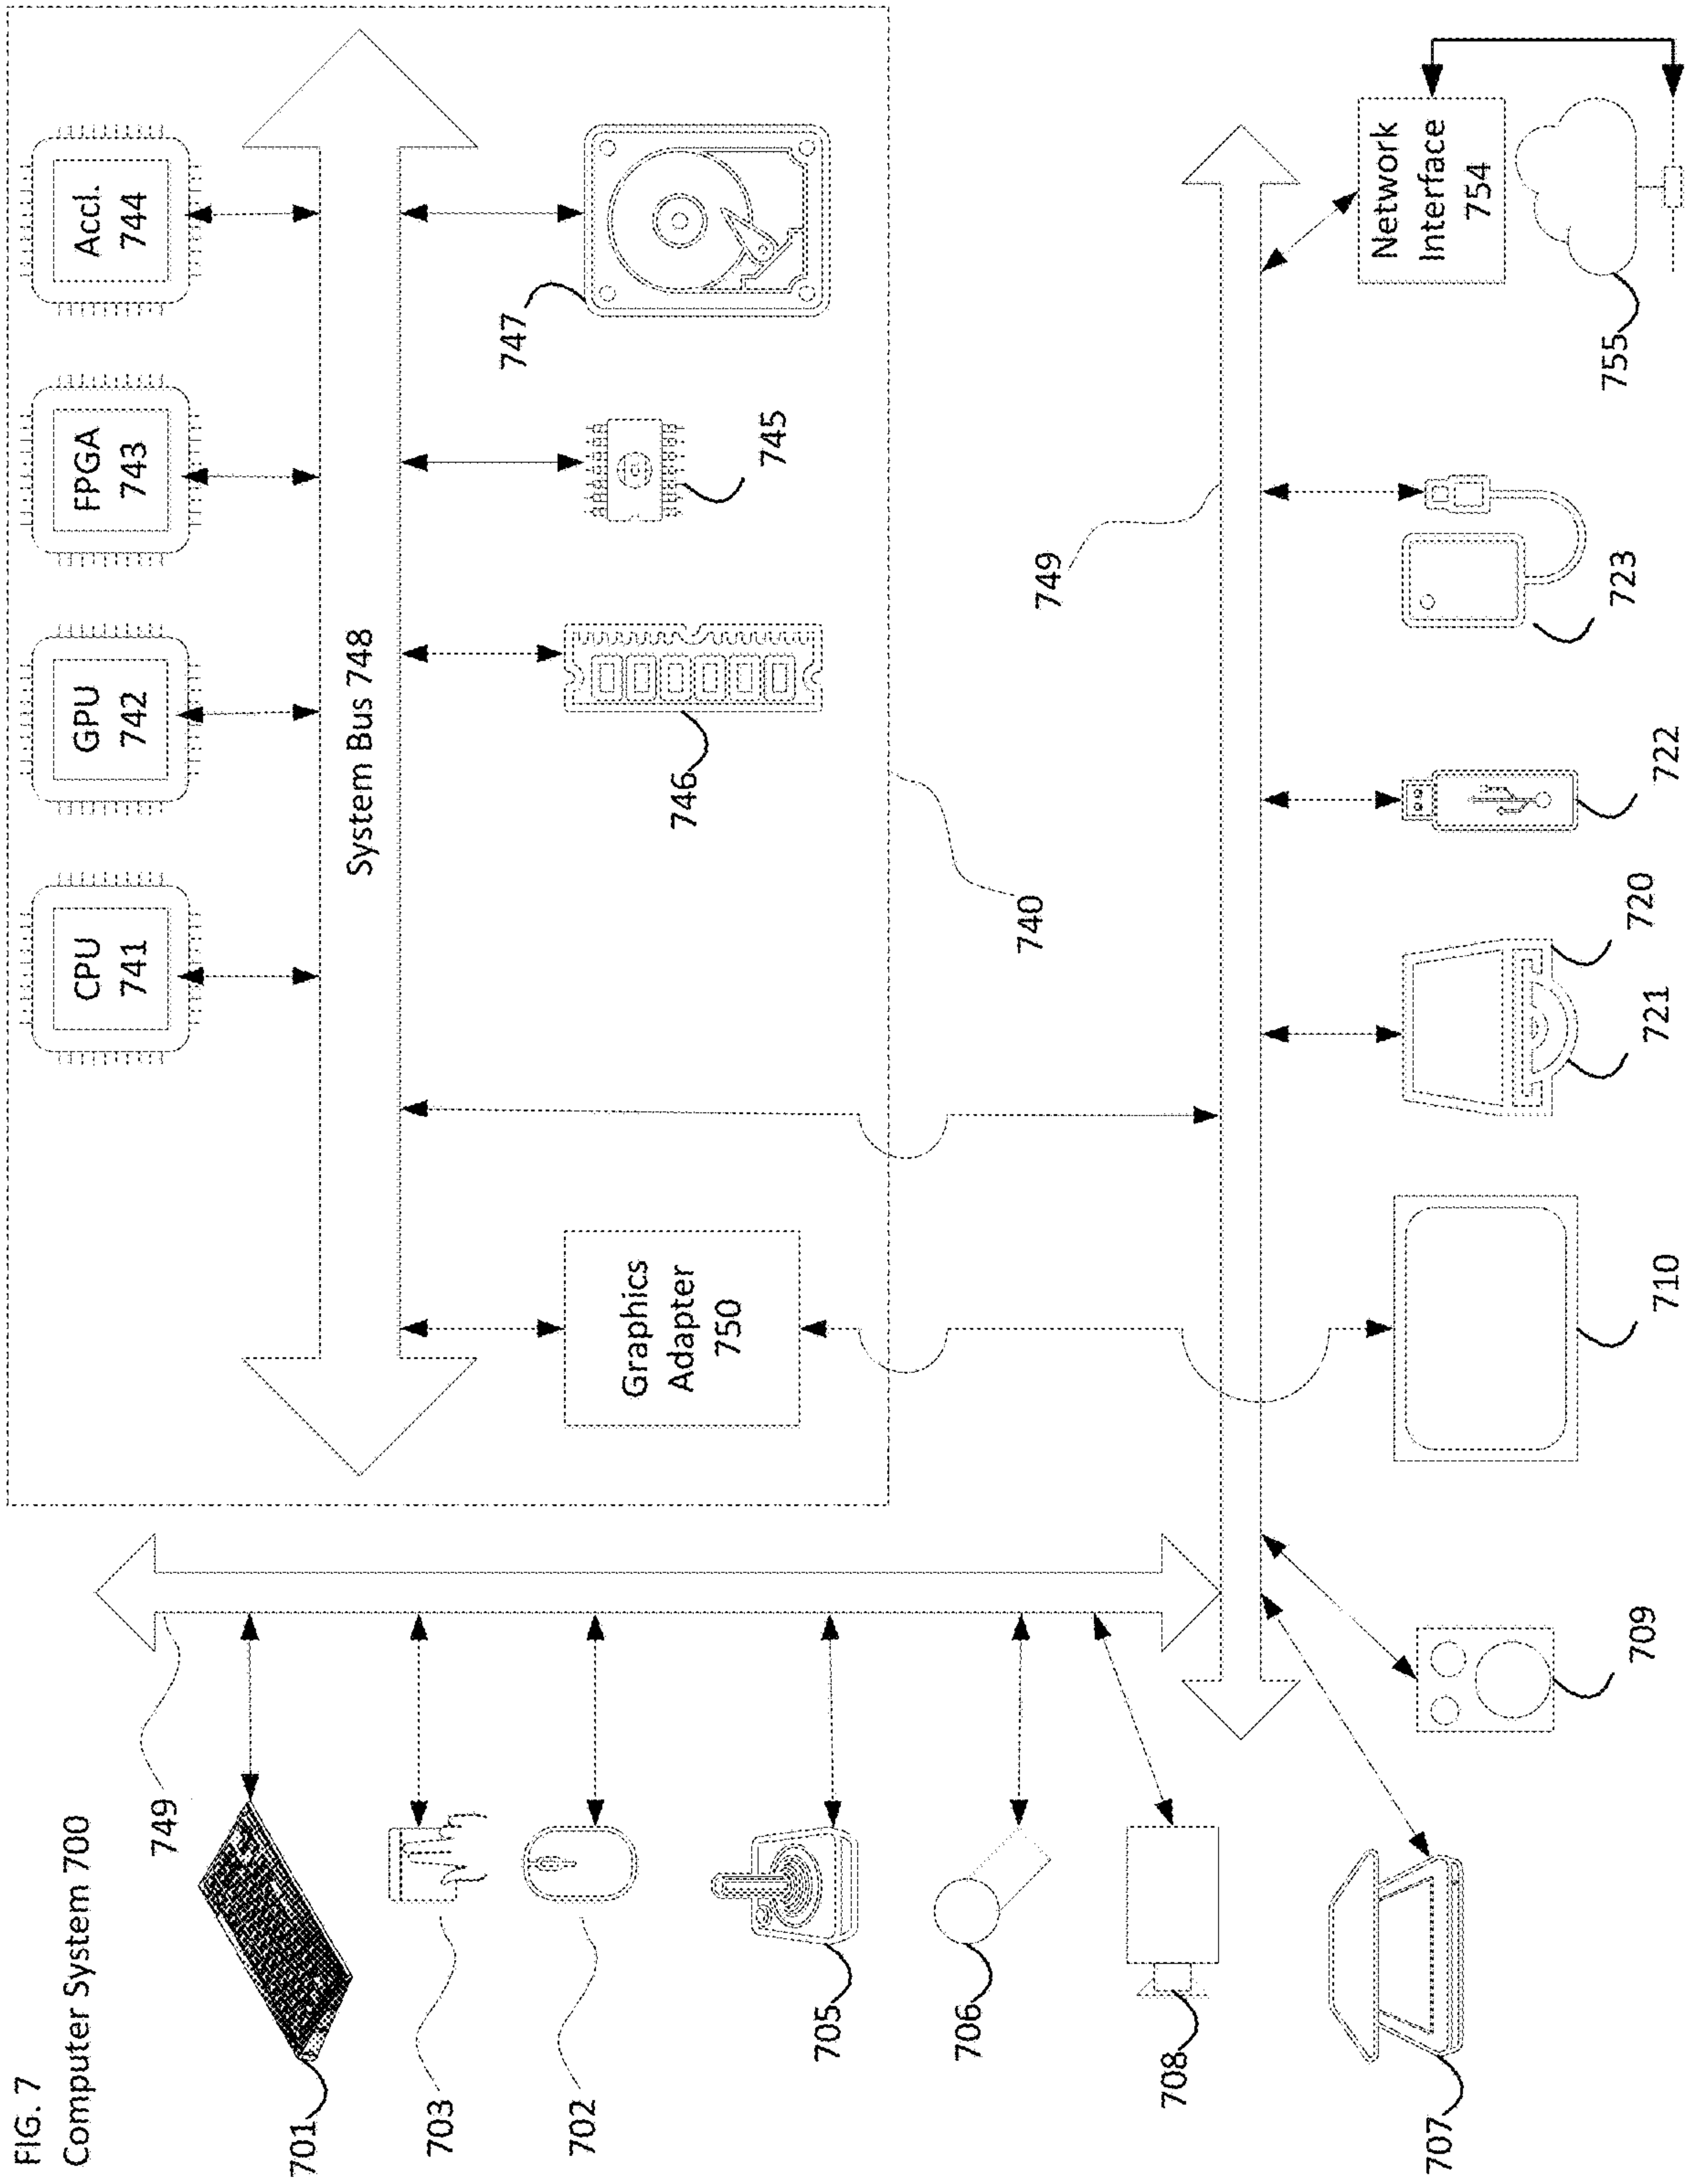 FIG. 7
Computer System 700
749
701
703
702
705
706
708
707
CPU
741
GPU
742
FPGA
743
Accl.
744
System Bus 748
Graphics
Adapter
750
746
745
747
740
749
709
710
721
720
722
723
Network
Interface
754
755